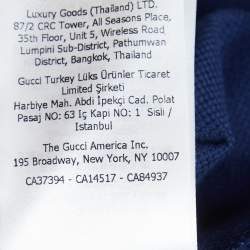 Luxury Goods (Thailand) LTD.
87/2 CRC Tower, All Seasons Place,
35th Floor, Unit 5, Wireless Road
Lumpini Sub-District, Pathumwan
District, Bangkok, Thailand
Gucci Turkey Lüks Ürünler Ticaret
Limited Şirketi
Harbiye Mah. Abdi İpekçi Cad. Polat
Pasaj No: 63 İç Kapi NO: 1 Sisli /
Istanbul
The Gucci America Inc.
195 Broadway, New York, NY 10007
CA37394 - CA14517 - CA84937